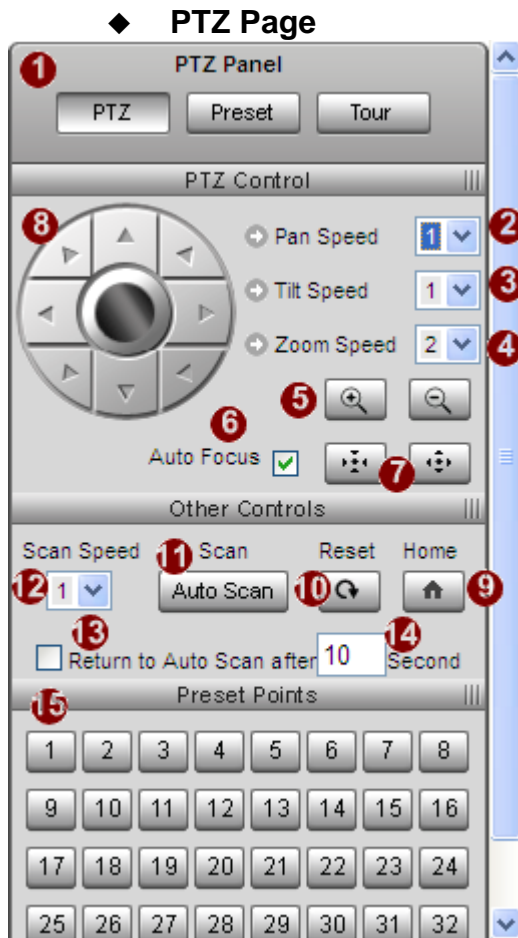 ◆ PTZ Page
1 PTZ Panel
PTZ Preset Tour
PTZ Control
8 Pan Speed 1 2
Tilt Speed 1 3
Zoom Speed 2 4
5
6
Auto Focus 7
Other Controls
Scan Speed 11 Scan Reset Home
12 1 Auto Scan 10 9
13 14
Return to Auto Scan after 10 Second
15 Preset Points
1 2 3 4 5 6 7 8
9 10 11 12 13 14 15 16
17 18 19 20 21 22 23 24
25 26 27 28 29 30 31 32